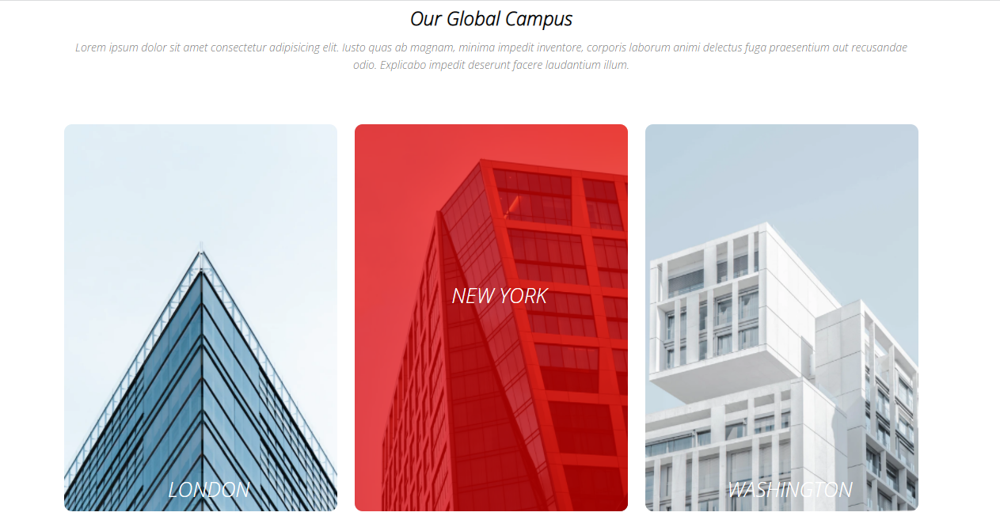 Our Global Campus
Lorem ipsum dolor sit amet consectetur adipisicing elit. Iusto quas ab magnam, minima impedit inventore, corporis laborum animi delectus fuga praesentium aut recusandae
odio. Explicabo impedit deserunt facere laudantium illum.
NEW YORK
LONDON
WASHINGTON